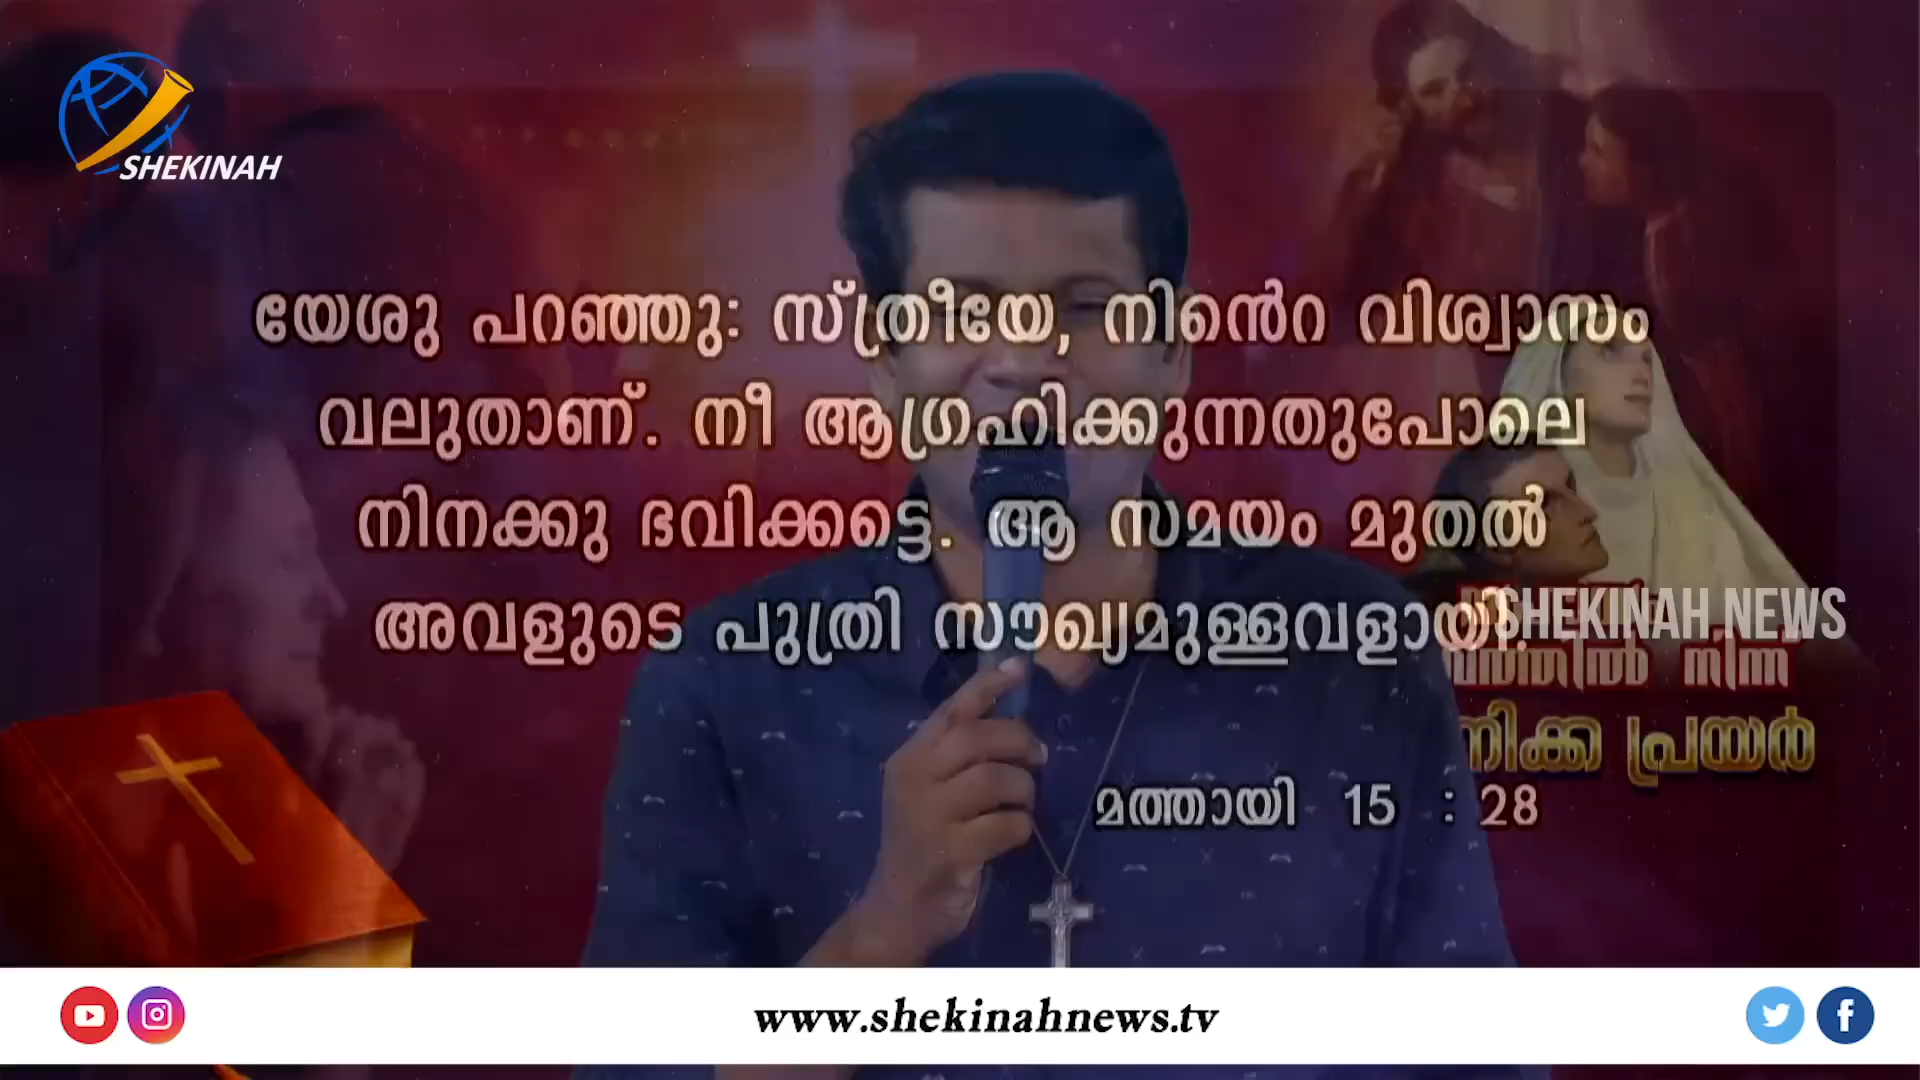 SHEKINAH
യേശു പറഞ്ഞു: സ്ത്രീയേ, നിൻെറ വിശ്വാസം
വലുതാണ്. നീ ആഗ്രഹിക്കുന്നതുപോലെ
നിനക്കു ഭവിക്കട്ടെ. ആ സമയം മുതൽ
അവളുടെ പുത്രി സൗഖ്യമുള്ളവളായി.
SHEKINAH NEWS
നിന്ന്
പ്രയർ
മത്തായി 15 : 28
www.shekinahnews.tv